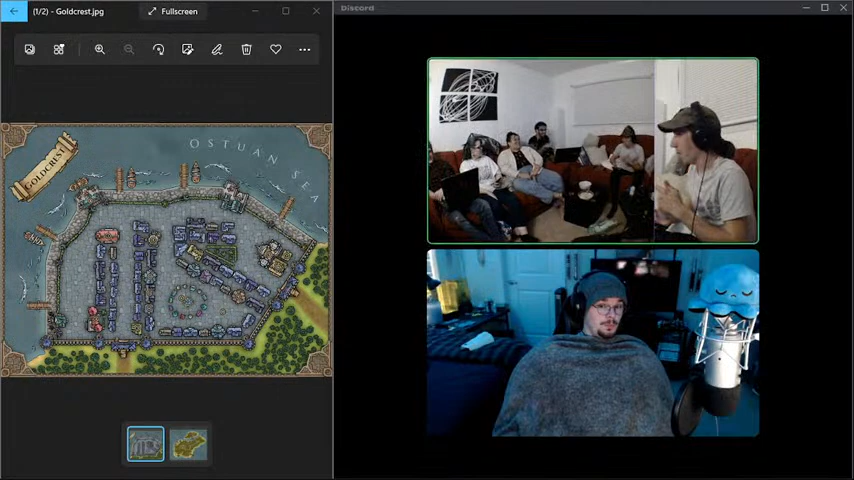 (1/2) - Goldcrest.jpg
Fullscreen
Discord
OSTUAN SEA
GOLDCREST